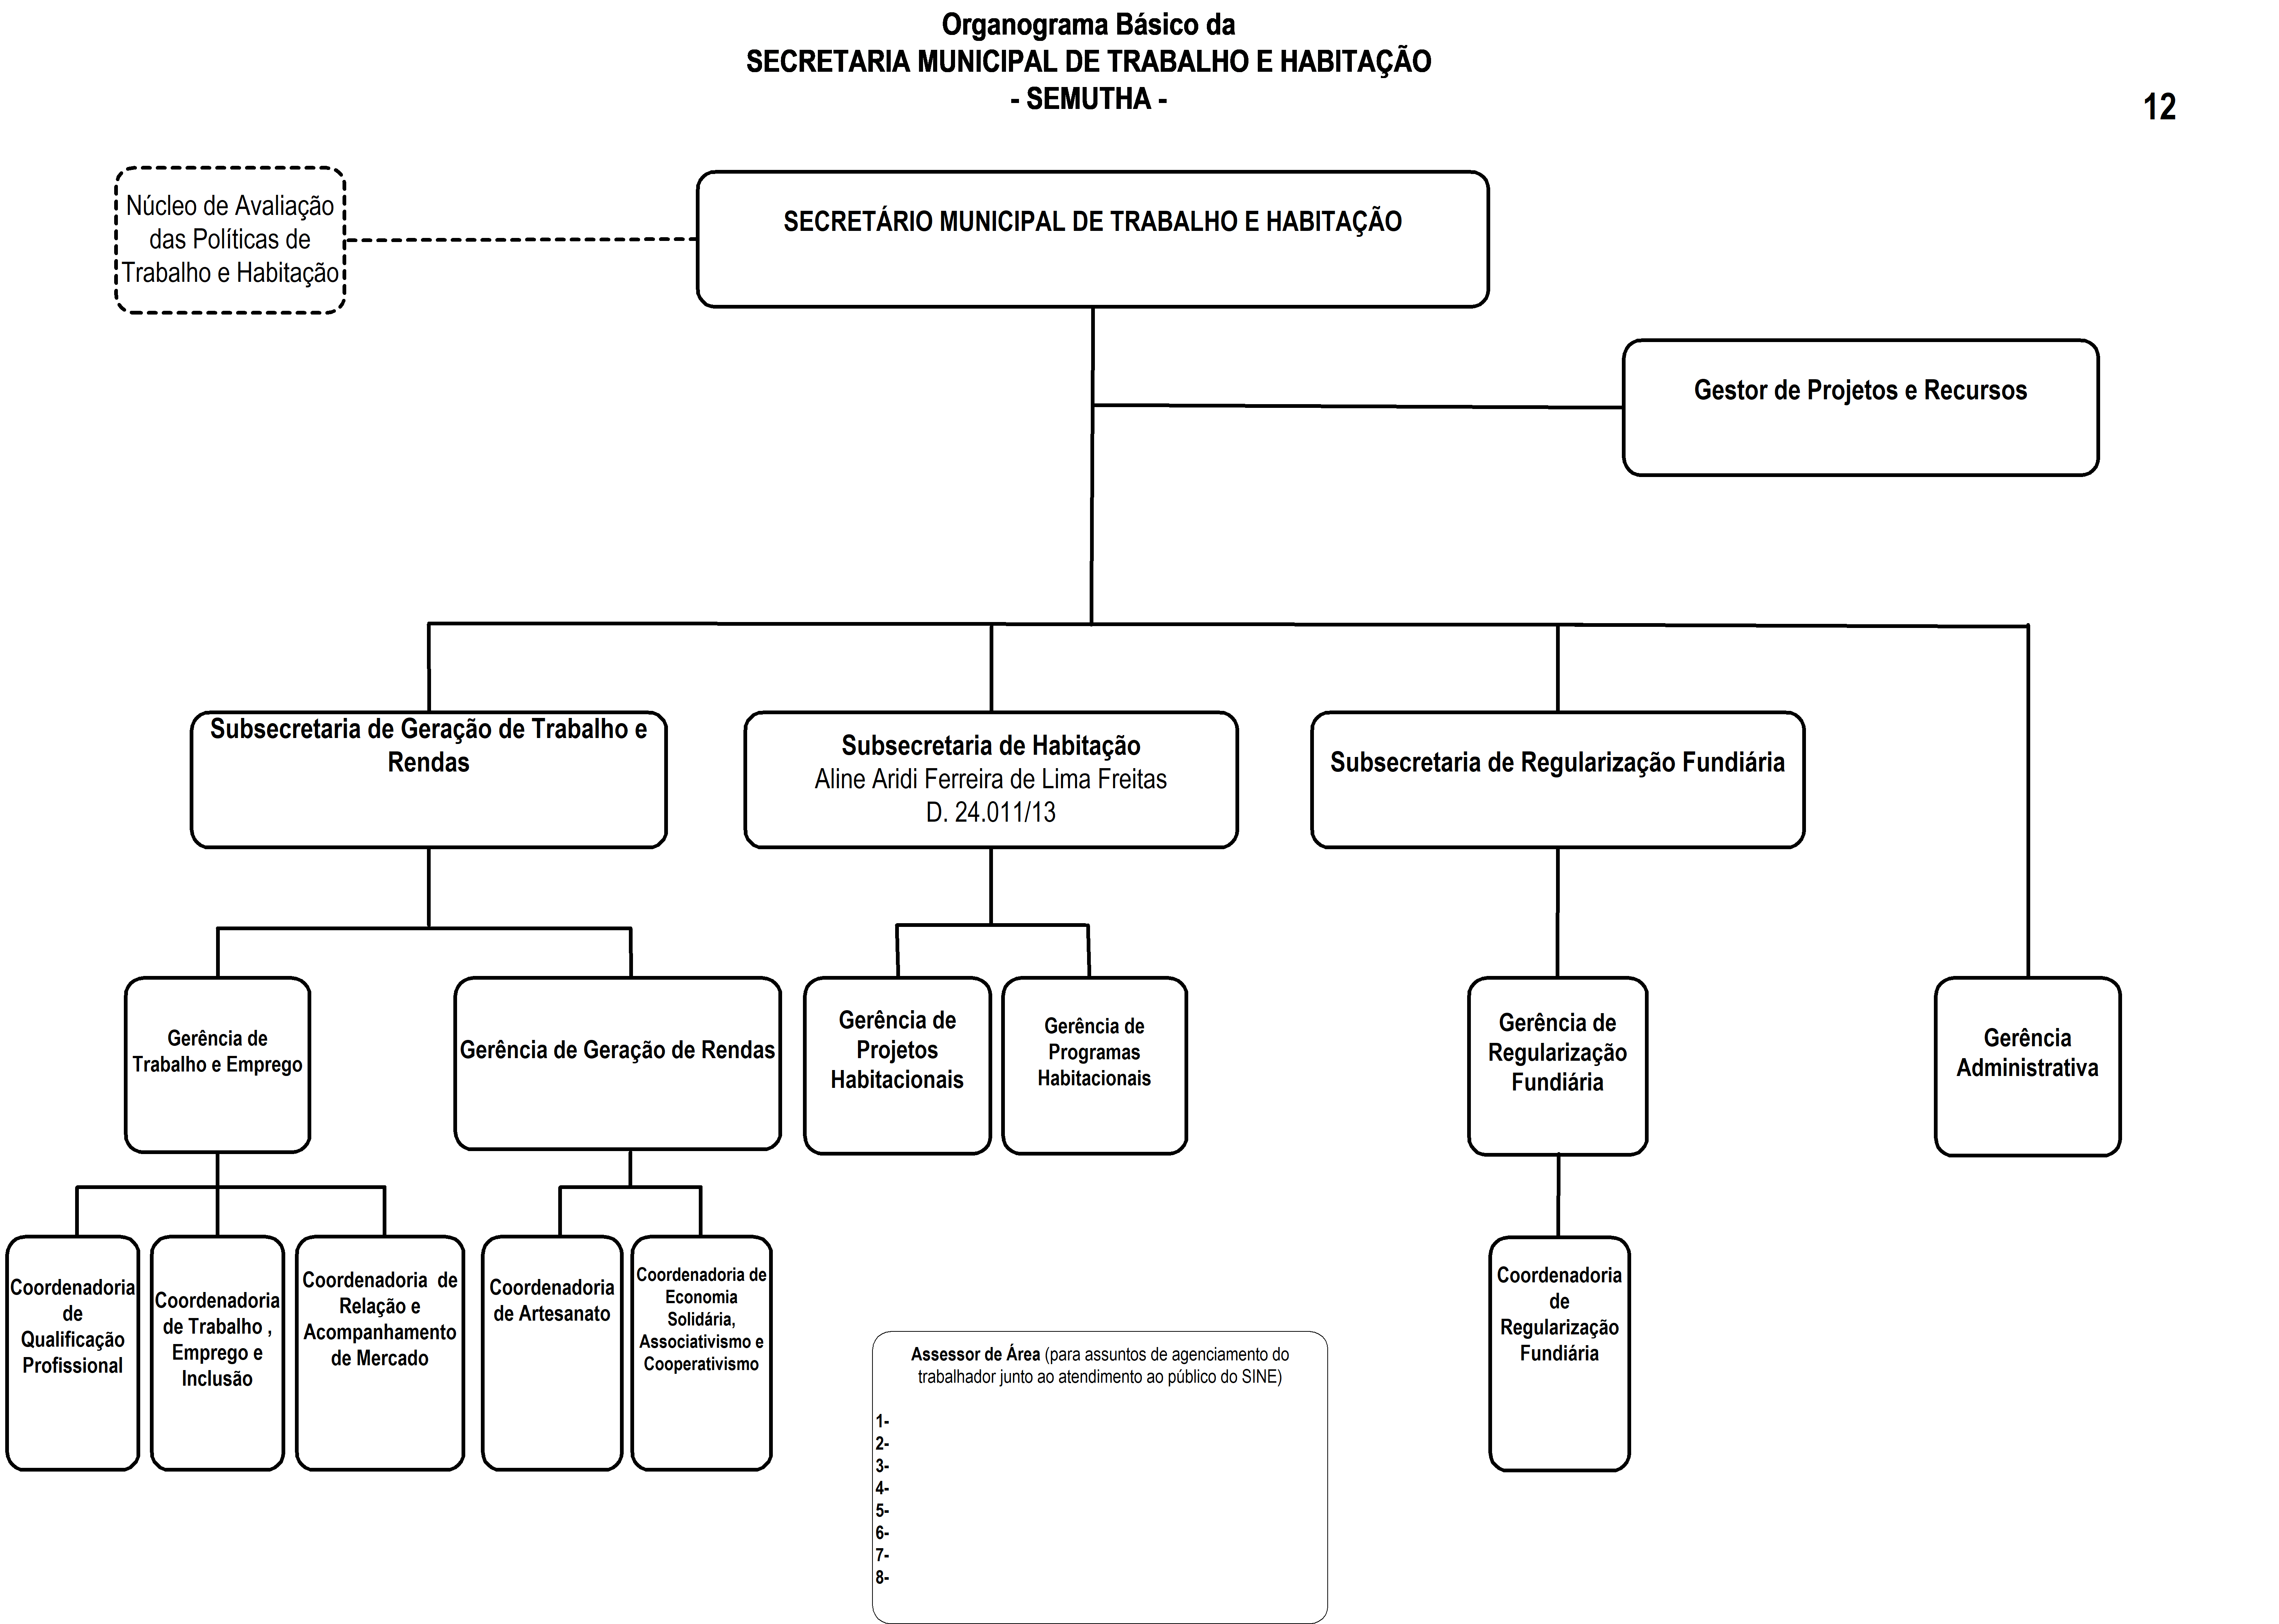 Organograma Básico da
SECRETARIA MUNICIPAL DE TRABALHO E HABITAÇÃO
- SEMUTHA -
12
Núcleo de Avaliação
das Políticas de
Trabalho e Habitação
SECRETÁRIO MUNICIPAL DE TRABALHO E HABITAÇÃO
Gestor de Projetos e Recursos
Subsecretaria de Geração de Trabalho e
Rendas
Subsecretaria de Habitação
Aline Aridi Ferreira de Lima Freitas
D. 24.011/13
Subsecretaria de Regularização Fundiária
Gerência de
Trabalho e Emprego
Gerência de Geração de Rendas
Gerência de
Projetos
Habitacionais
Gerência de
Programas
Habitacionais
Gerência de
Regularização
Fundiária
Gerência
Administrativa
Coordenadoria
de
Qualificação
Profissional
Coordenadoria
de Trabalho ,
Emprego e
Inclusão
Coordenadoria  de
Relação e
Acompanhamento
de Mercado
Coordenadoria
de Artesanato
Coordenadoria de
Economia
Solidária,
Associativismo e
Cooperativismo
Coordenadoria
de
Regularização
Fundiária
Assessor de Área (para assuntos de agenciamento do
trabalhador junto ao atendimento ao público do SINE)
1-
2-
3-
4-
5-
6-
7-
8-